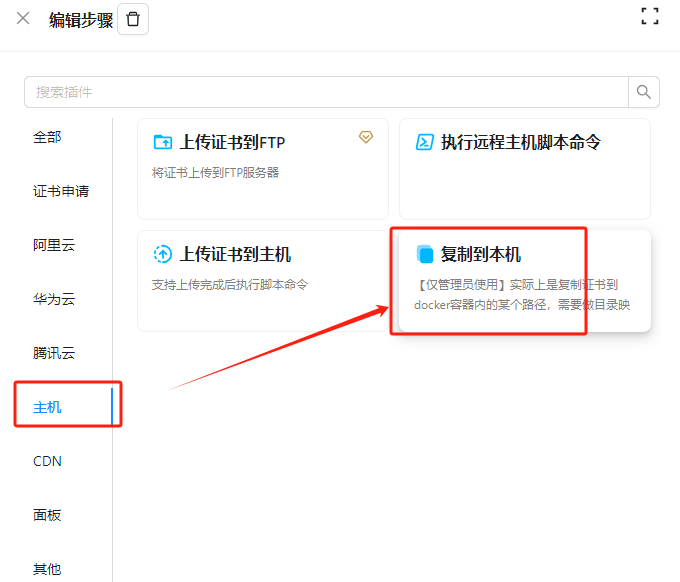 编辑步骤
搜索插件
全部
证书申请
阿里云
华为云
腾讯云
主机
CDN
面板
其他
上传证书到FTP
将证书上传到FTP服务器
执行远程主机脚本命令
上传证书到主机
支持上传完成后执行脚本命令
复制到本机
【仅管理员使用】实际上是复制证书到
docker容器内的某个路径，需要做目录映